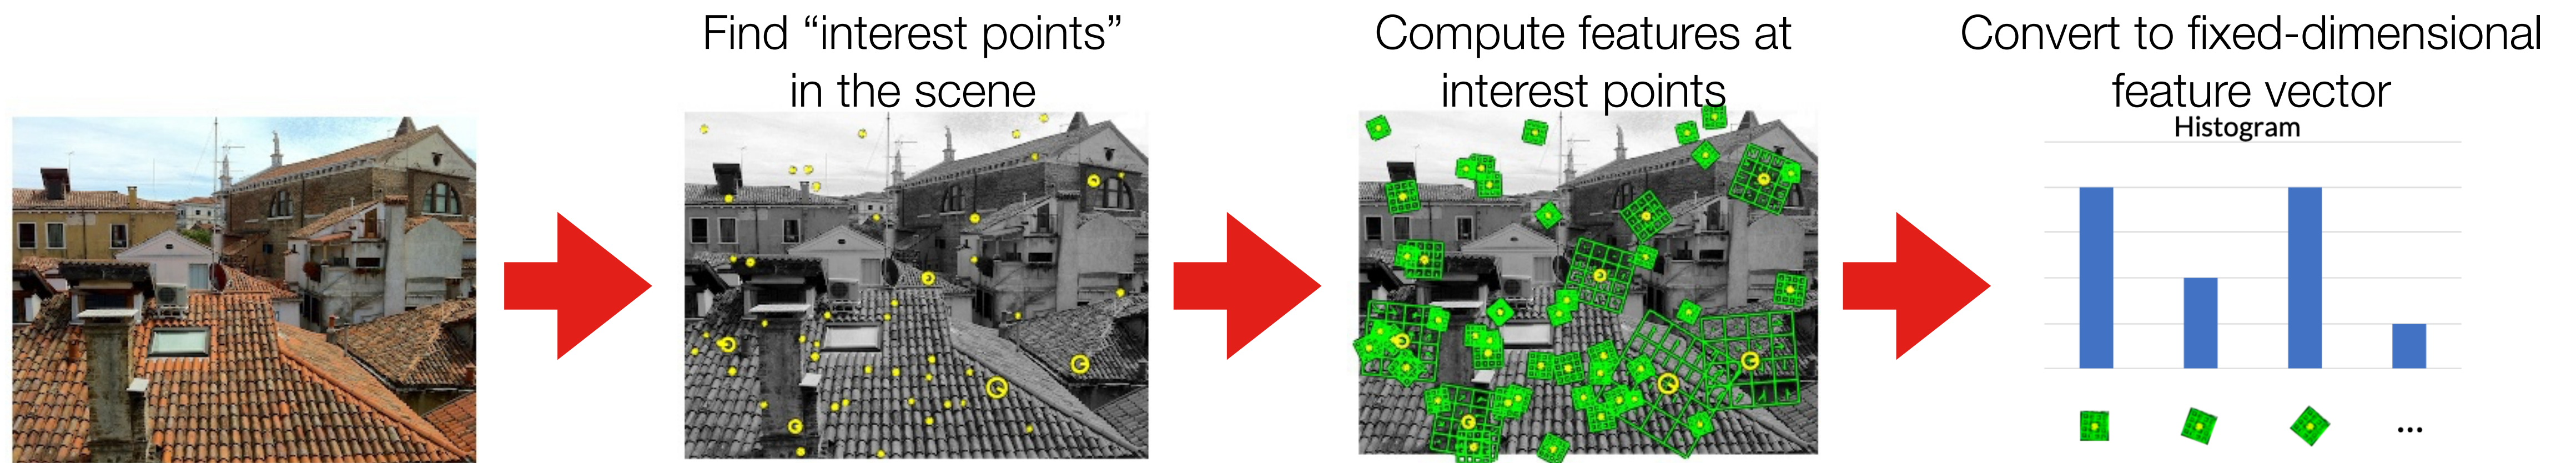 Find “interest points”
in the scene
Compute features at
interest points
Convert to fixed-dimensional
feature vector
Histogram
...